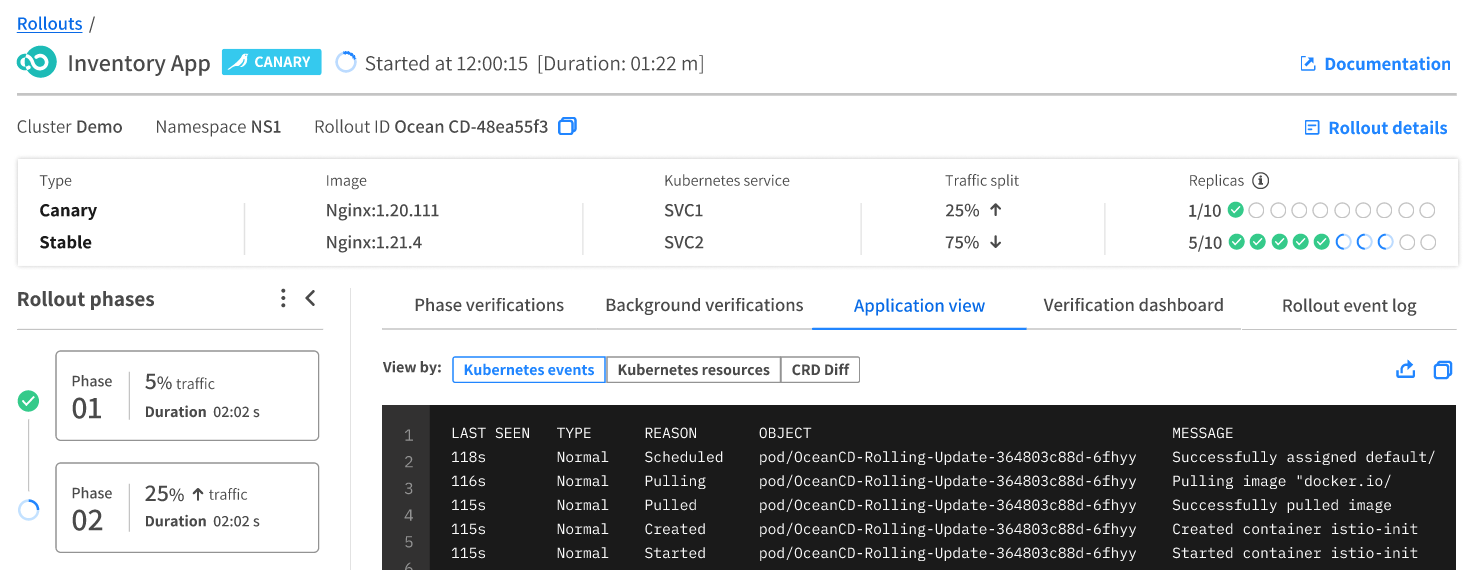 Rollouts /
Inventory App CANARY Started at 12:00:15 [Duration: 01:22 m]
Documentation
Cluster Demo Namespace NS1 Rollout ID Ocean CD-48ea55f3
Rollout details
Type Image Kubernetes service Traffic split Replicas
Canary Nginx:1.20.111 SVC1 25% ↑ 1/10
Stable Nginx:1.21.4 SVC2 75% ↓ 5/10
Rollout phases
Phase 01 5% traffic
Duration 02:02 s
Phase 02 25% ↑ traffic
Duration 02:02 s
Phase verifications Background verifications Application view Verification dashboard Rollout event log
View by: Kubernetes events Kubernetes resources CRD Diff
1 LAST SEEN TYPE REASON OBJECT MESSAGE
2 118s Normal Scheduled pod/OceanCD-Rolling-Update-364803c88d-6fhyy Successfully assigned default/
3 116s Normal Pulling pod/OceanCD-Rolling-Update-364803c88d-6fhyy Pulling image "docker.io/
4 115s Normal Pulled pod/OceanCD-Rolling-Update-364803c88d-6fhyy Successfully pulled image
5 115s Normal Created pod/OceanCD-Rolling-Update-364803c88d-6fhyy Created container istio-init
6 115s Normal Started pod/OceanCD-Rolling-Update-364803c88d-6fhyy Started container istio-init